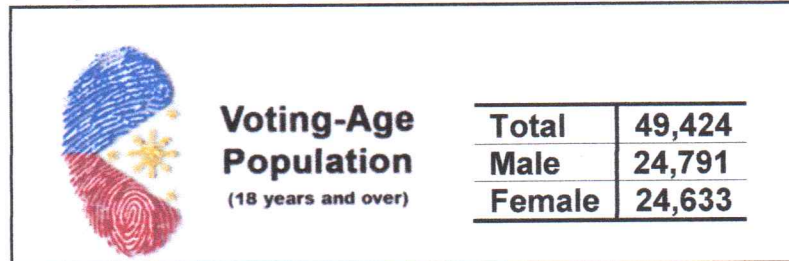 Voting-Age
Population
(18 years and over)
Total 49,424
Male 24,791
Female 24,633